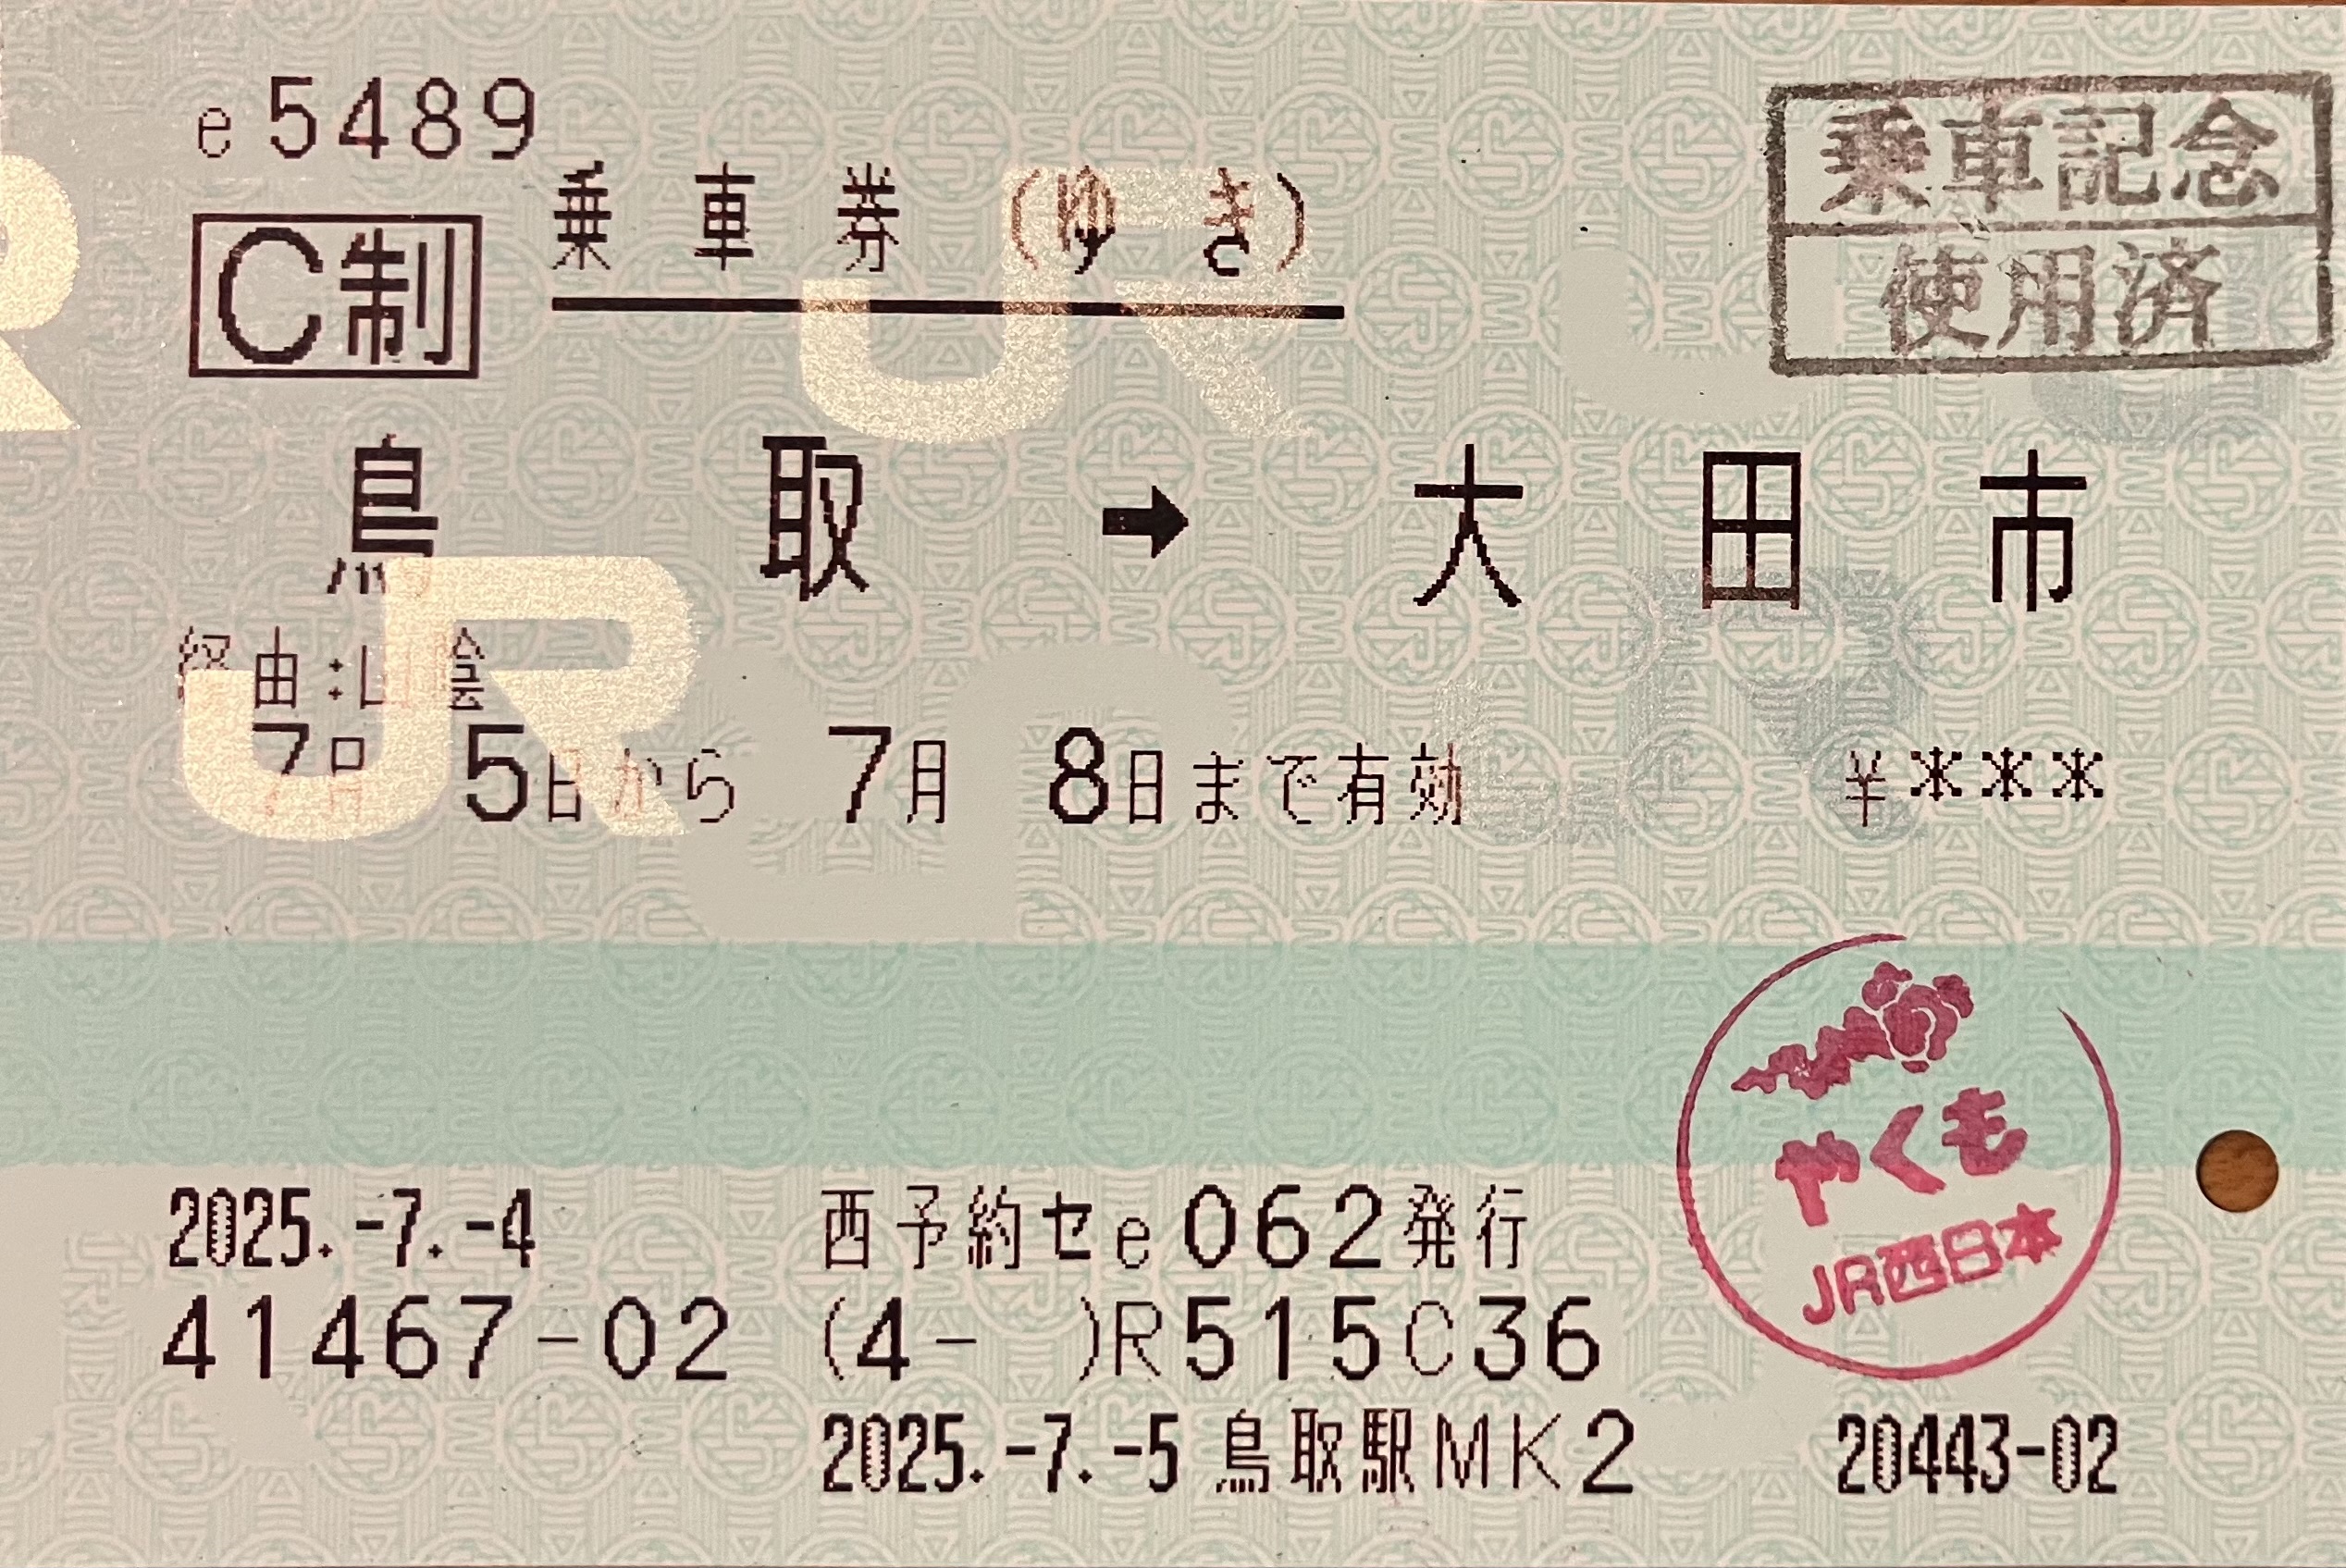 e5489
C制
乗車券(ゆき)
乗車記念
使用済
鳥取➡大田市
経由:山陰
7月 5日から 7月 8日まで有効 ¥***
やくも
JR西日本
2025.-7.-4 西予約セe062発行
41467-02 (4- )R515C36
2025.-7.-5 鳥取駅MK2 20443-02